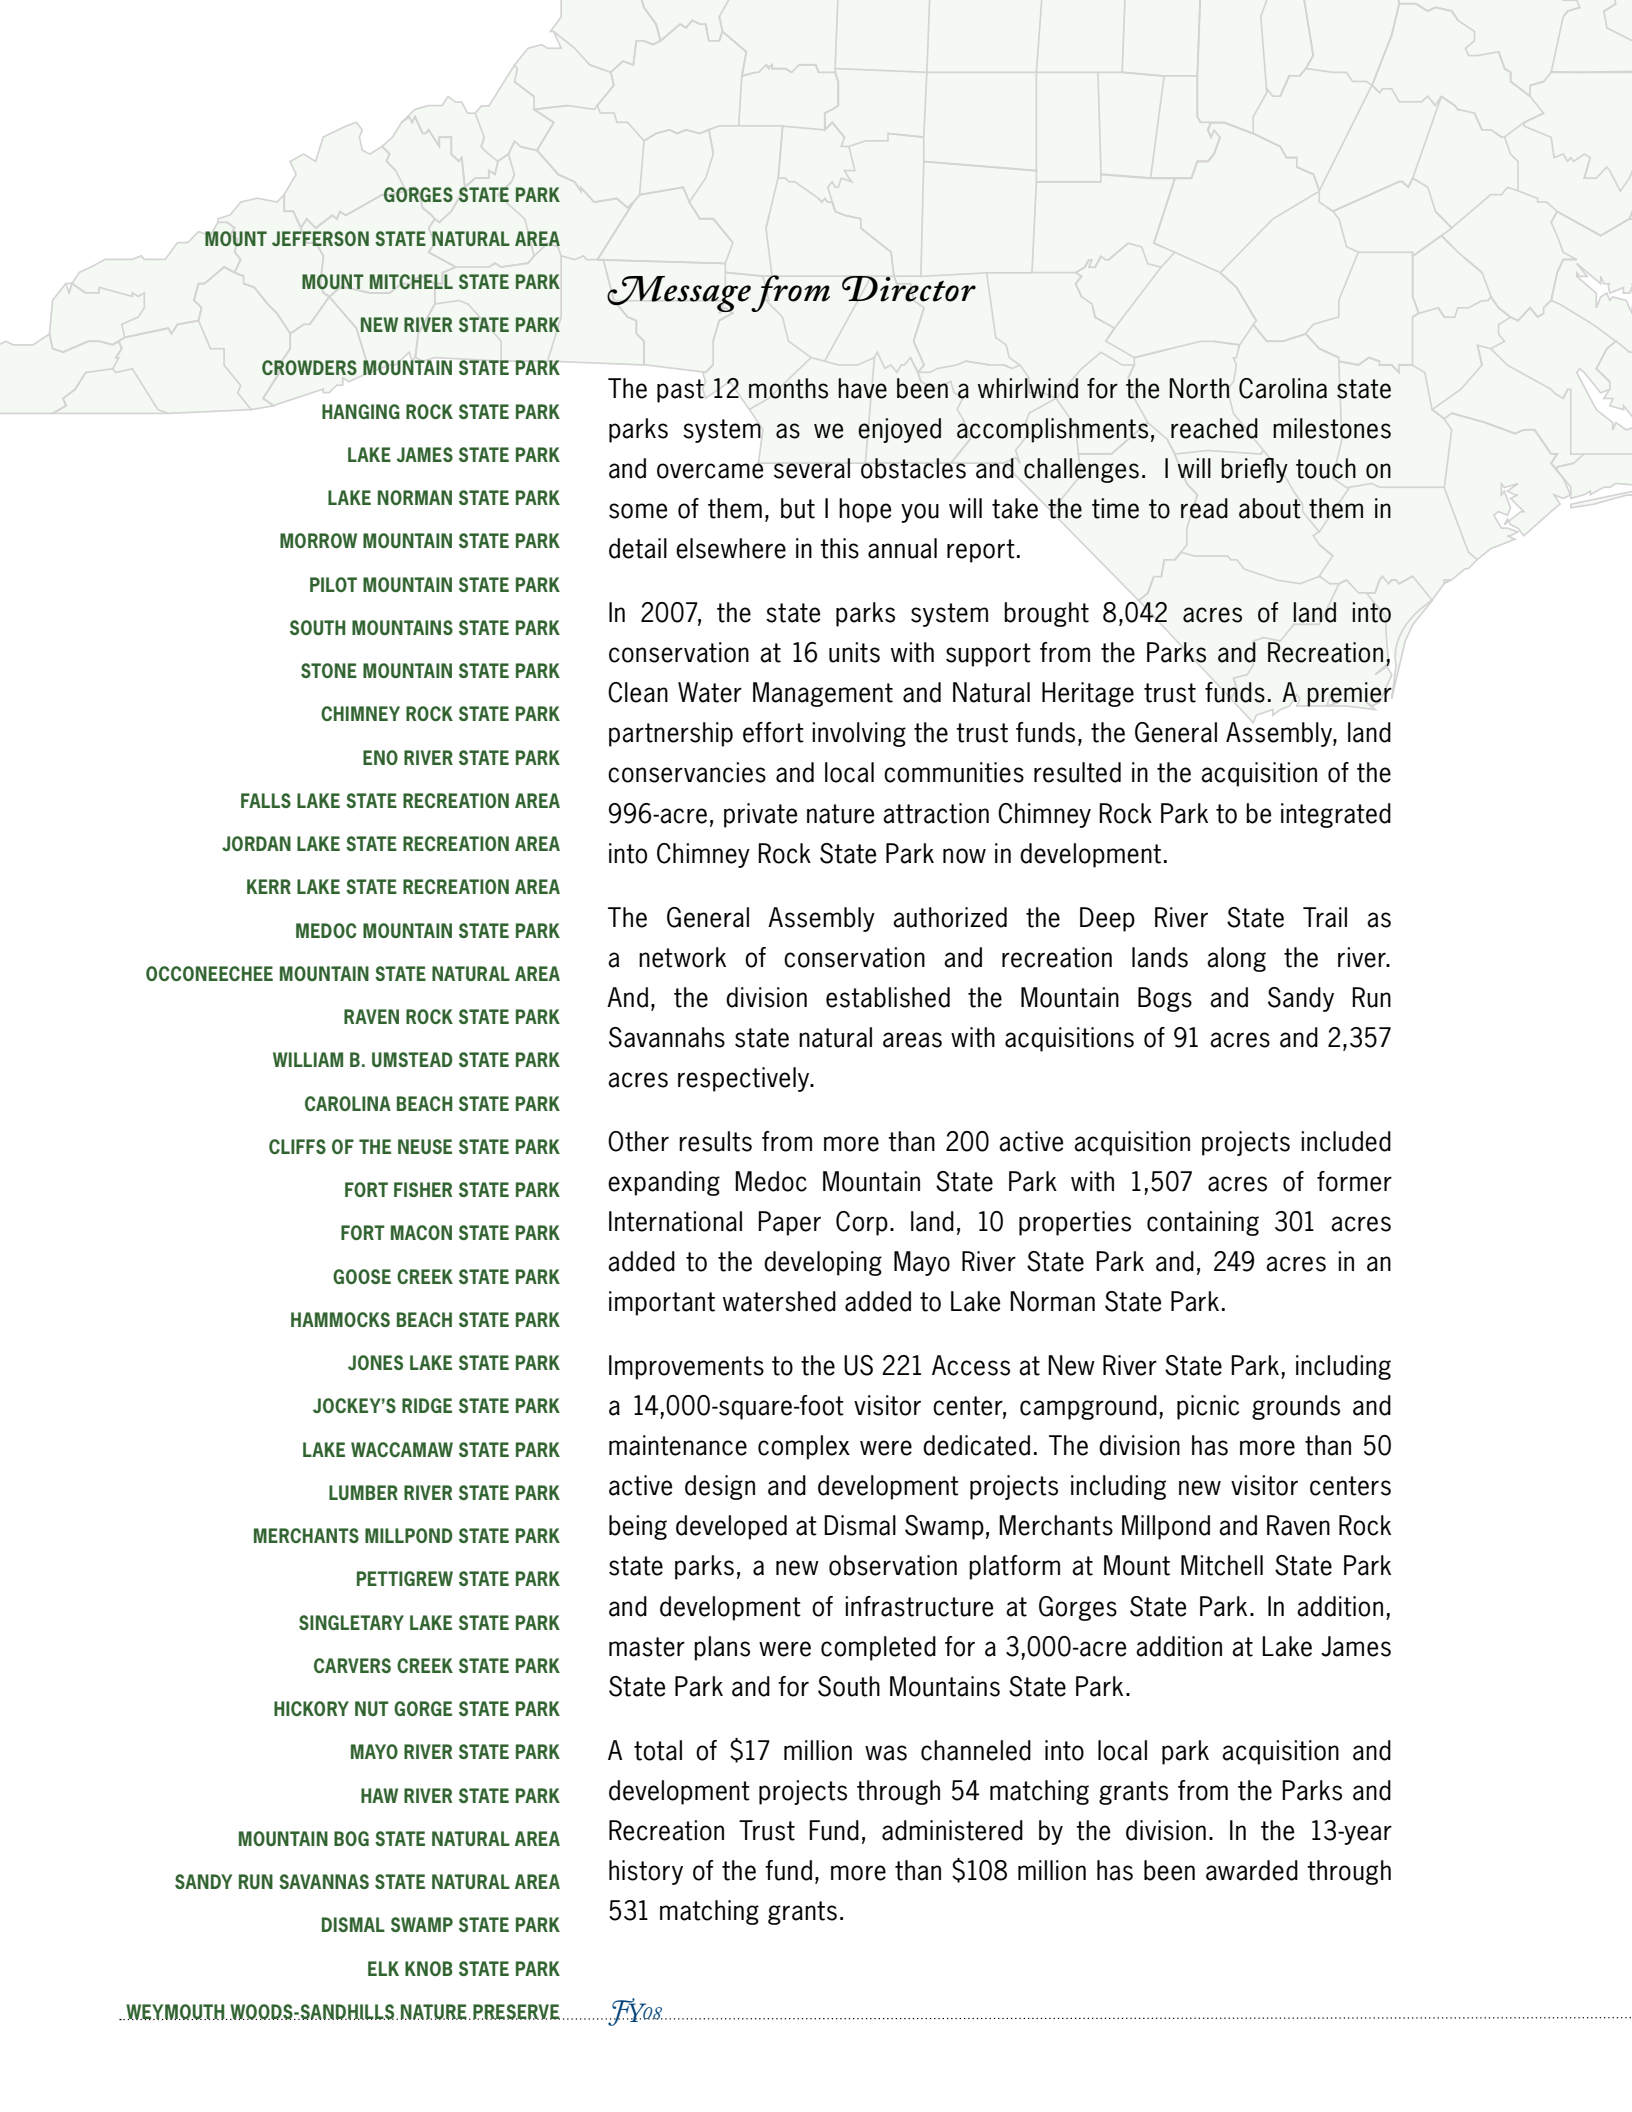 GORGES STATE PARK
MOUNT JEFFERSON STATE NATURAL AREA
MOUNT MITCHELL STATE PARK
NEW RIVER STATE PARK
CROWDERS MOUNTAIN STATE PARK
HANGING ROCK STATE PARK
LAKE JAMES STATE PARK
LAKE NORMAN STATE PARK
MORROW MOUNTAIN STATE PARK
PILOT MOUNTAIN STATE PARK
SOUTH MOUNTAINS STATE PARK
STONE MOUNTAIN STATE PARK
CHIMNEY ROCK STATE PARK
ENO RIVER STATE PARK
FALLS LAKE STATE RECREATION AREA
JORDAN LAKE STATE RECREATION AREA
KERR LAKE STATE RECREATION AREA
MEDOC MOUNTAIN STATE PARK
OCCONEECHEE MOUNTAIN STATE NATURAL AREA
RAVEN ROCK STATE PARK
WILLIAM B. UMSTEAD STATE PARK
CAROLINA BEACH STATE PARK
CLIFFS OF THE NEUSE STATE PARK
FORT FISHER STATE PARK
FORT MACON STATE PARK
GOOSE CREEK STATE PARK
HAMMOCKS BEACH STATE PARK
JONES LAKE STATE PARK
JOCKEY'S RIDGE STATE PARK
LAKE WACCAMAW STATE PARK
LUMBER RIVER STATE PARK
MERCHANTS MILLPOND STATE PARK
PETTIGREW STATE PARK
SINGLETARY LAKE STATE PARK
CARVERS CREEK STATE PARK
HICKORY NUT GORGE STATE PARK
MAYO RIVER STATE PARK
HAW RIVER STATE PARK
MOUNTAIN BOG STATE NATURAL AREA
SANDY RUN SAVANNAS STATE NATURAL AREA
DISMAL SWAMP STATE PARK
ELK KNOB STATE PARK
WEYMOUTH WOODS-SANDHILLS NATURE PRESERVE
Message from Director
The past 12 months have been a whirlwind for the North Carolina state
parks system as we enjoyed accomplishments, reached milestones
and overcame several obstacles and challenges. I will briefly touch on
some of them, but I hope you will take the time to read about them in
detail elsewhere in this annual report.
In 2007, the state parks system brought 8,042 acres of land into
conservation at 16 units with support from the Parks and Recreation,
Clean Water Management and Natural Heritage trust funds. A premier
partnership effort involving the trust funds, the General Assembly, land
conservancies and local communities resulted in the acquisition of the
996-acre, private nature attraction Chimney Rock Park to be integrated
into Chimney Rock State Park now in development.
The General Assembly authorized the Deep River State Trail as
a network of conservation and recreation lands along the river.
And, the division established the Mountain Bogs and Sandy Run
Savannahs state natural areas with acquisitions of 91 acres and 2,357
acres respectively.
Other results from more than 200 active acquisition projects included
expanding Medoc Mountain State Park with 1,507 acres of former
International Paper Corp. land, 10 properties containing 301 acres
added to the developing Mayo River State Park and, 249 acres in an
important watershed added to Lake Norman State Park.
Improvements to the US 221 Access at New River State Park, including
a 14,000-square-foot visitor center, campground, picnic grounds and
maintenance complex were dedicated. The division has more than 50
active design and development projects including new visitor centers
being developed at Dismal Swamp, Merchants Millpond and Raven Rock
state parks, a new observation platform at Mount Mitchell State Park
and development of infrastructure at Gorges State Park. In addition,
master plans were completed for a 3,000-acre addition at Lake James
State Park and for South Mountains State Park.
A total of $17 million was channeled into local park acquisition and
development projects through 54 matching grants from the Parks and
Recreation Trust Fund, administered by the division. In the 13-year
history of the fund, more than $108 million has been awarded through
531 matching grants.
FY08